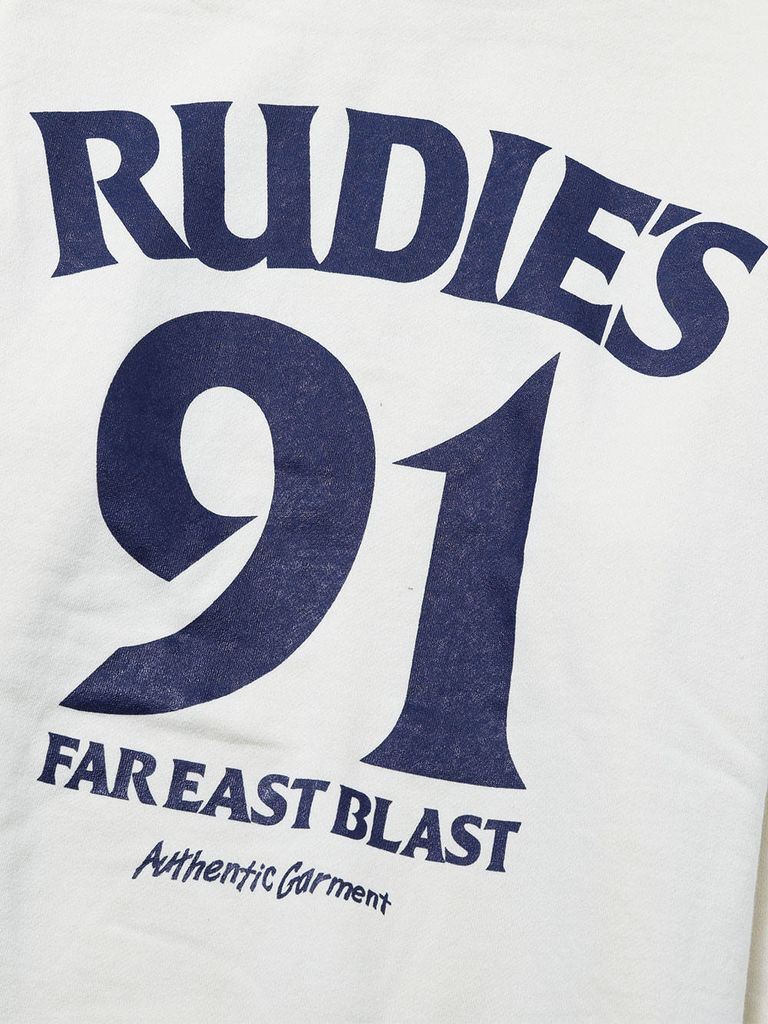 RUDIE'S
91
FAR EAST BLAST
Authentic Garment